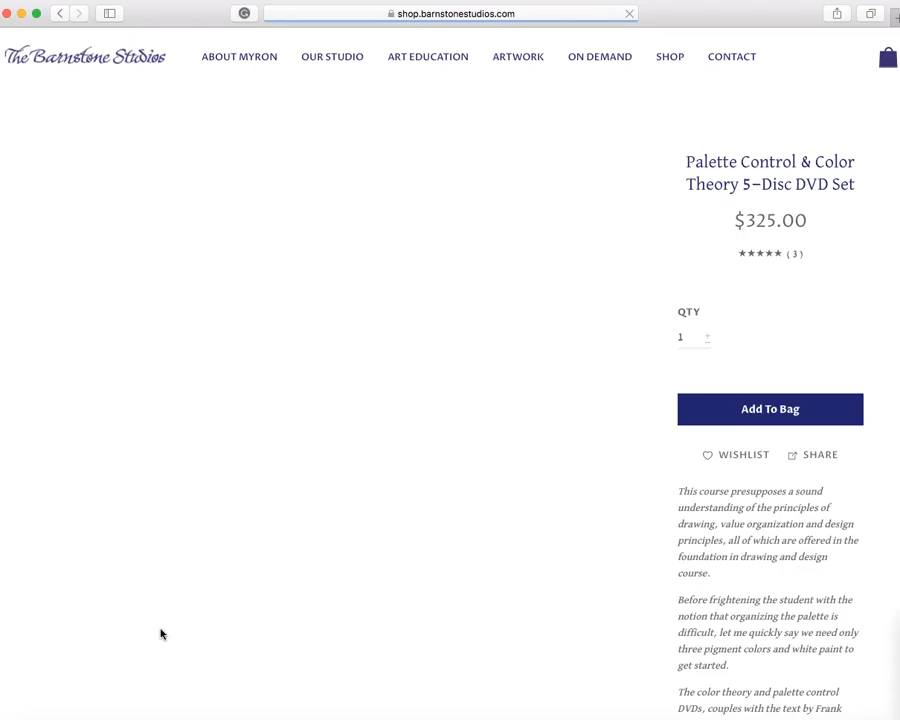 shop.barnstonestudios.com
The Barnstone Studios
ABOUT MYRON OUR STUDIO ART EDUCATION ARTWORK ON DEMAND SHOP CONTACT
Palette Control & Color
Theory 5-Disc DVD Set
$325.00
★★★★★ ( 3 )
QTY
1 +
−
Add To Bag
WISHLIST SHARE
This course presupposes a sound
understanding of the principles of
drawing, value organization and design
principles, all of which are offered in the
foundation in drawing and design
course.
Before frightening the student with the
notion that organizing the palette is
difficult, let me quickly say we need only
three pigment colors and white paint to
get started.
The color theory and palette control
DVDs, couples with the text by Frank